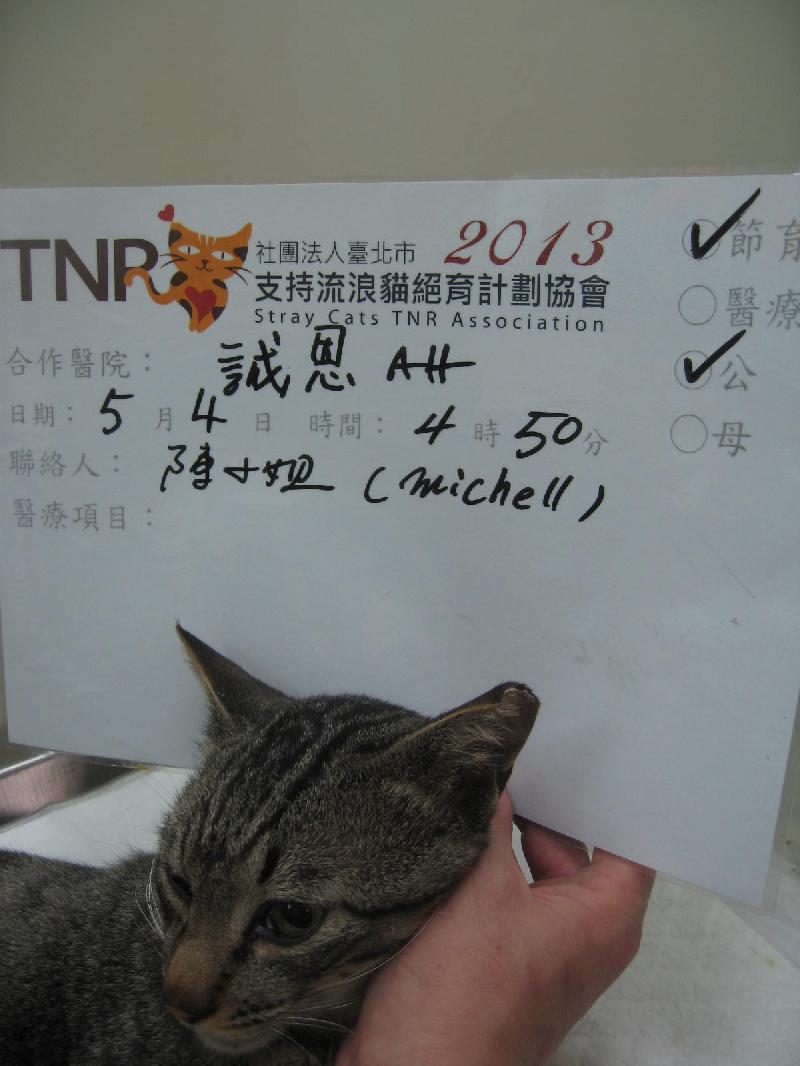 TNR 社團法人臺北市 2013
支持流浪貓絕育計劃協會
Stray Cats TNR Association
節育
醫療
公
母
合作醫院：誠恩 AH
日期：5月4日 時間：4時50分
聯絡人：陳小姐 (michell)
醫療項目：